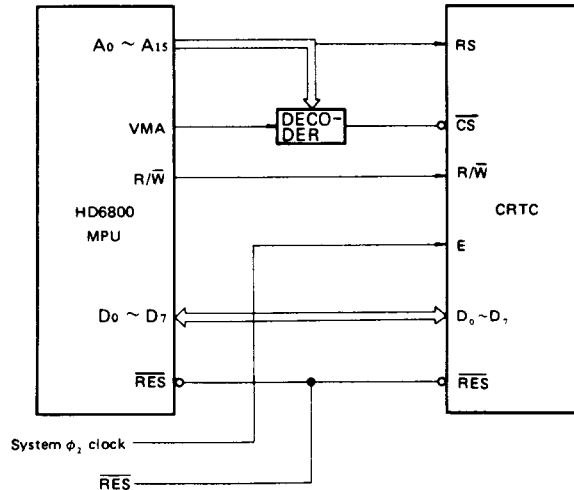 A0 ~ A15
RS
VMA
DECO-
DER
CS
R/W
R/W
HD6800
MPU
CRTC
E
D0 ~ D7
D0~D7
RES
RES
System φ2 clock
RES